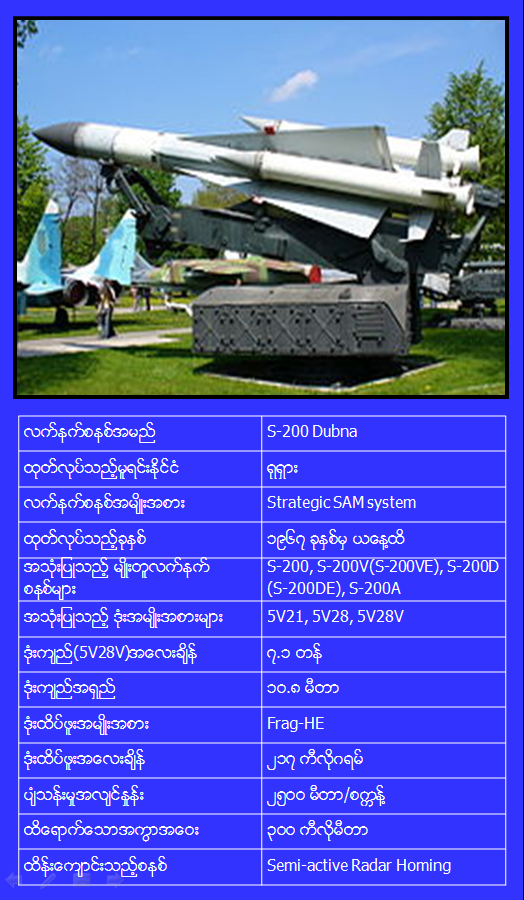 လက်နက်စနစ်အမည် S-200 Dubna
ထုတ်လုပ်သည့်မူရင်းနိုင်ငံ ရုရှား
လက်နက်စနစ်အမျိုးအစား Strategic SAM system
ထုတ်လုပ်သည့်ခုနှစ် ၁၉၆၇ ခုနှစ်မှ ယနေ့ထိ
အသုံးပြုသည့် မျိုးတူလက်နက်
စနစ်များ
S-200, S-200V(S-200VE), S-200D
(S-200DE), S-200A
အသုံးပြုသည့် ဒုံးအမျိုးအစားများ 5V21, 5V28, 5V28V
ဒုံးကျည်(5V28V)အလေးချိန် ၇.၁ တန်
ဒုံးကျည်အရှည် ၁၀.၈ မီတာ
ဒုံးထိပ်ဖူးအမျိုးအစား Frag-HE
ဒုံးထိပ်ဖူးအလေးချိန် ၂၁၇ ကီလိုဂရမ်
ပျံသန်းမှုအလျင်နှုန်း ၂၅၀၀ မီတာ/စက္ကန့်
ထိရောက်သောအကွာအဝေး ၃၀၀ ကီလိုမီတာ
ထိန်းကျောင်းသည့်စနစ် Semi-active Radar Homing